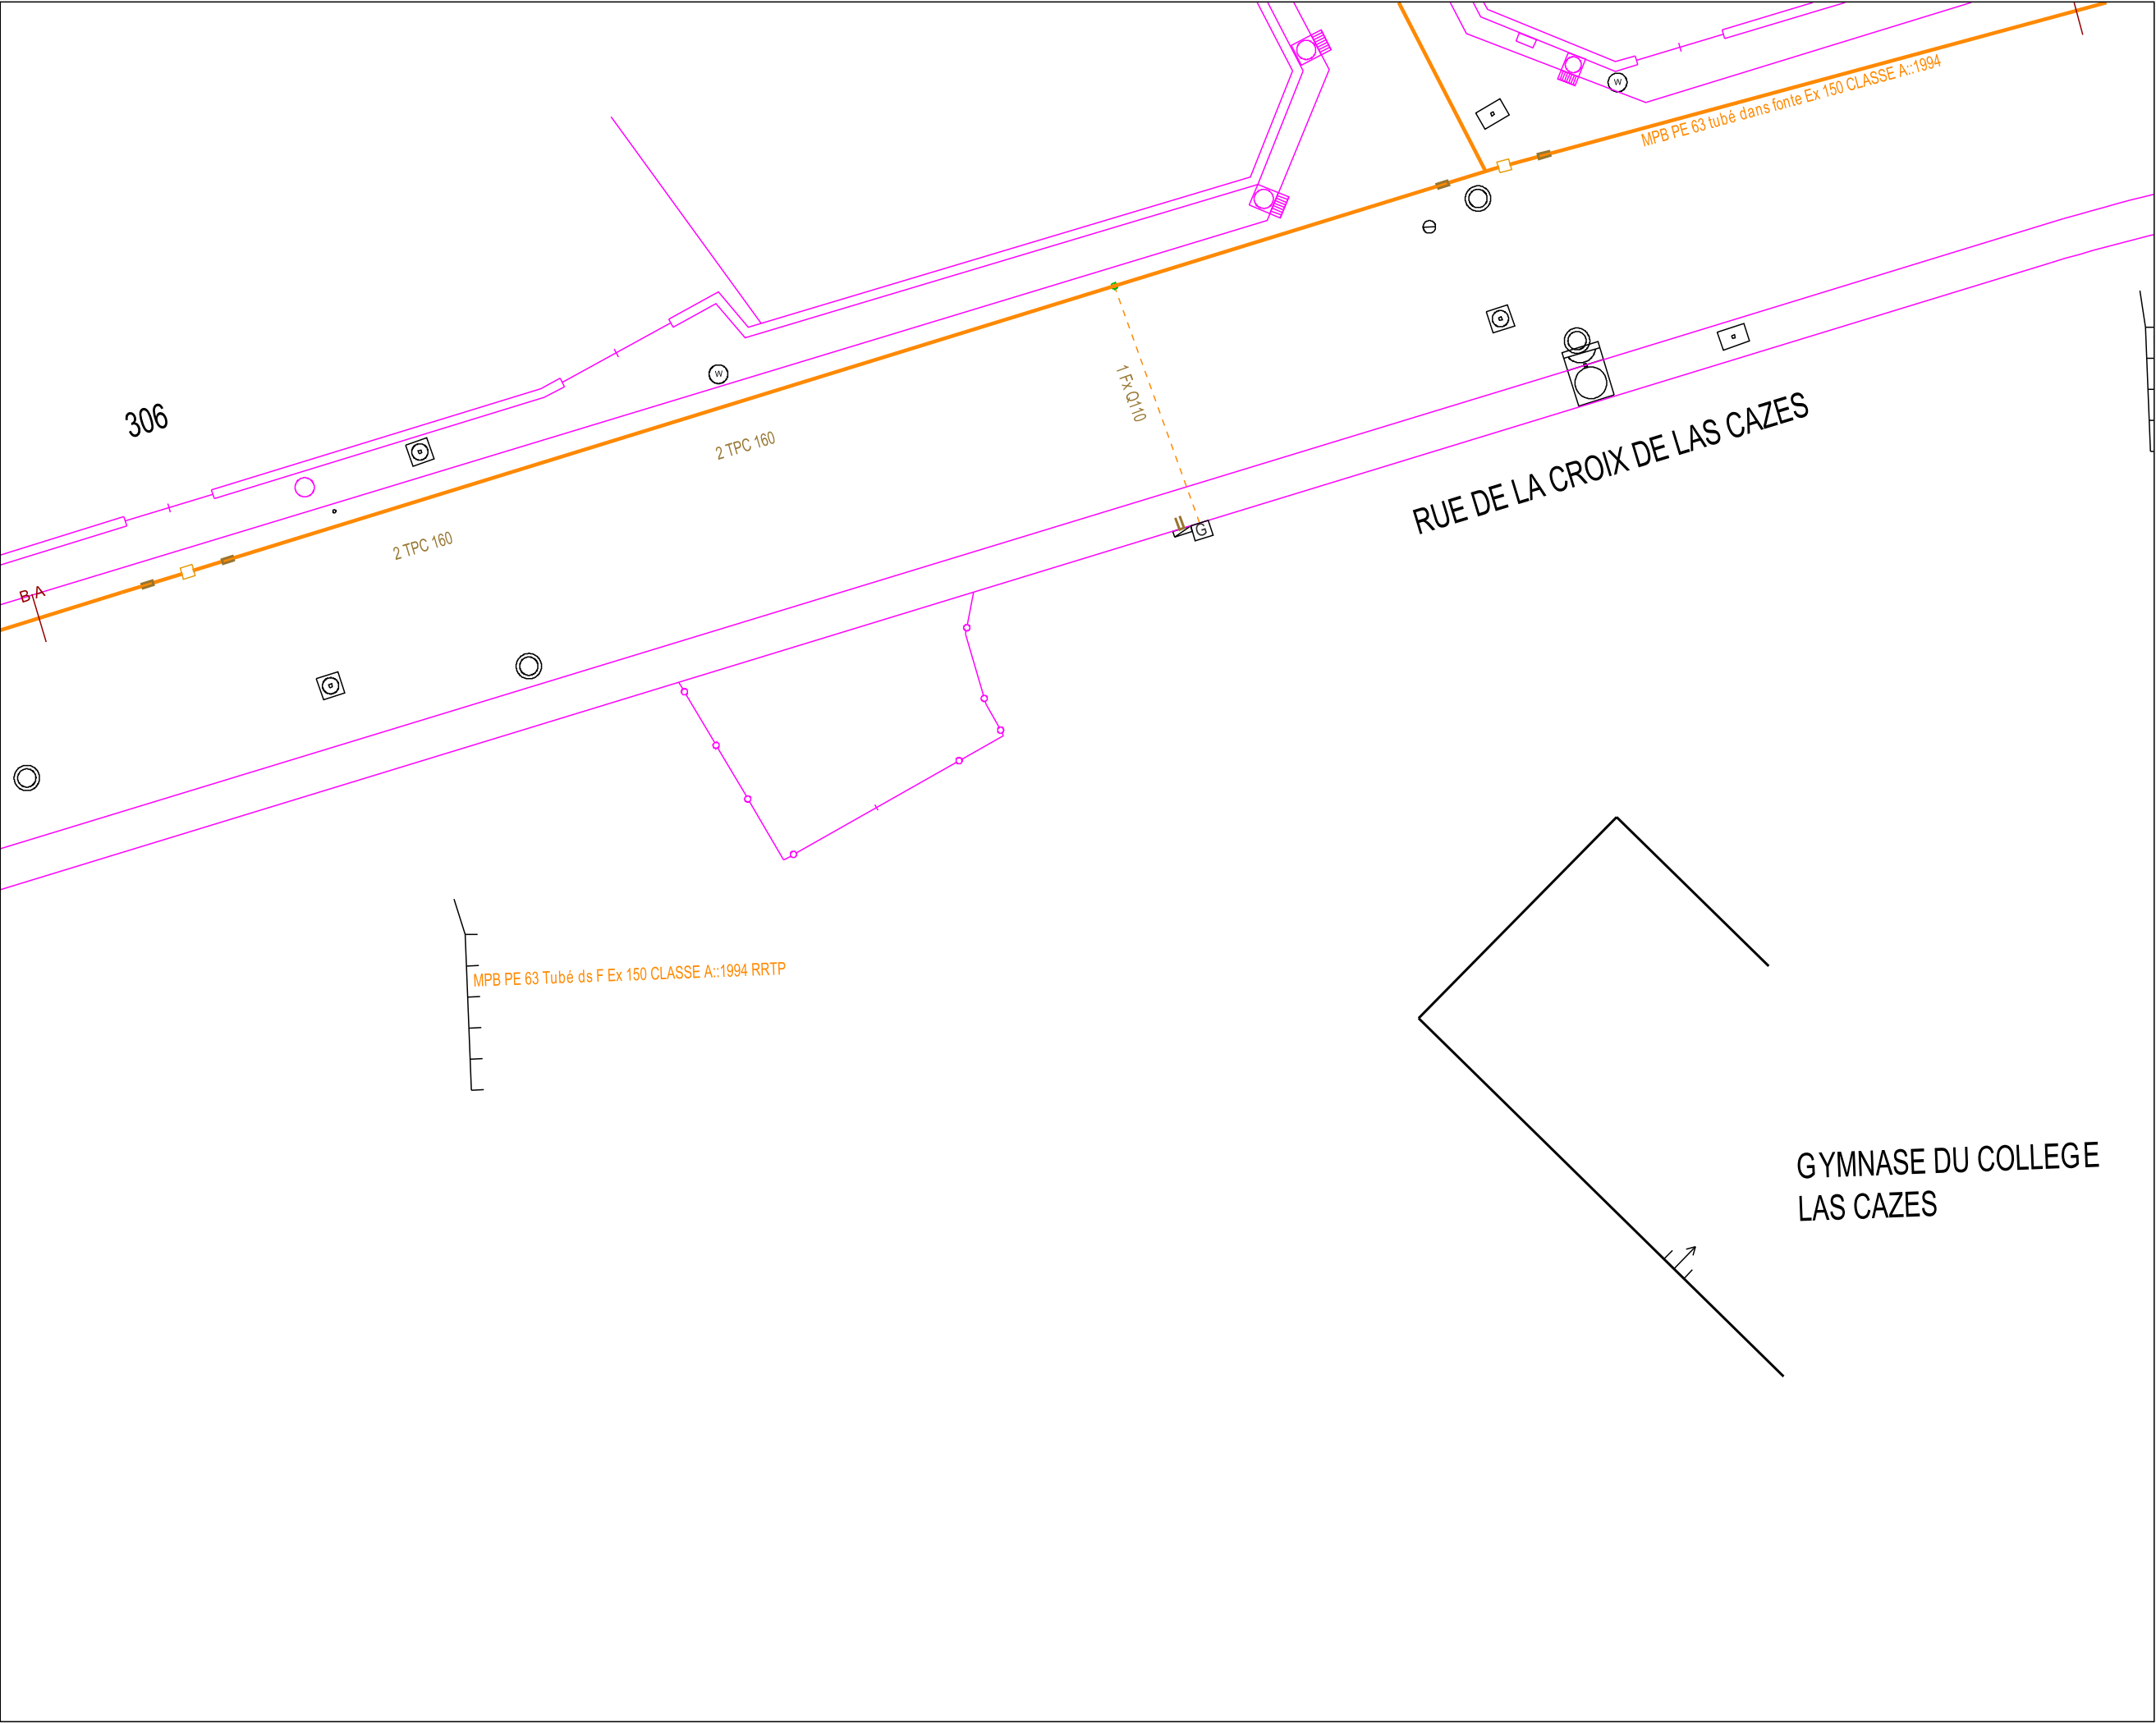 MPB PE 63 tubé dans fonte Ex 150 CLASSE A::1994
W
W
306
1 Fx Q110
2 TPC 160
RUE DE LA CROIX DE LAS CAZES
F
G
2 TPC 160
B A
MPB PE 63 Tubé ds F Ex 150 CLASSE A::1994 RRTP
GYMNASE DU COLLEGE
LAS CAZES